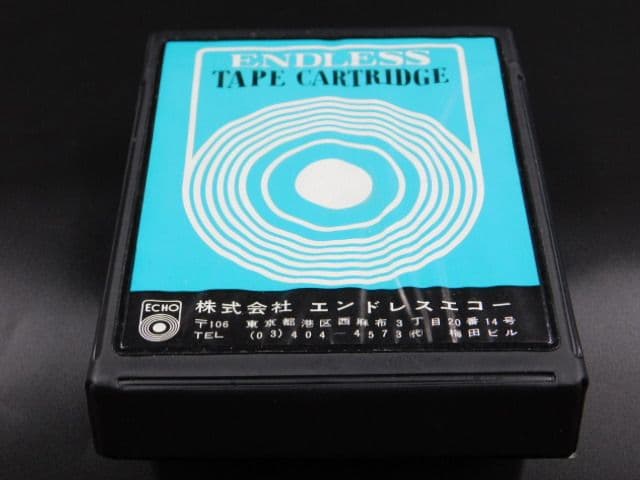 ENDLESS
TAPE CARTRIDGE
ECHO
株式会社 エンドレスエコー
〒106 東京都港区西麻布3丁目20番14号
TEL (03)404-4573代 梅田ビル